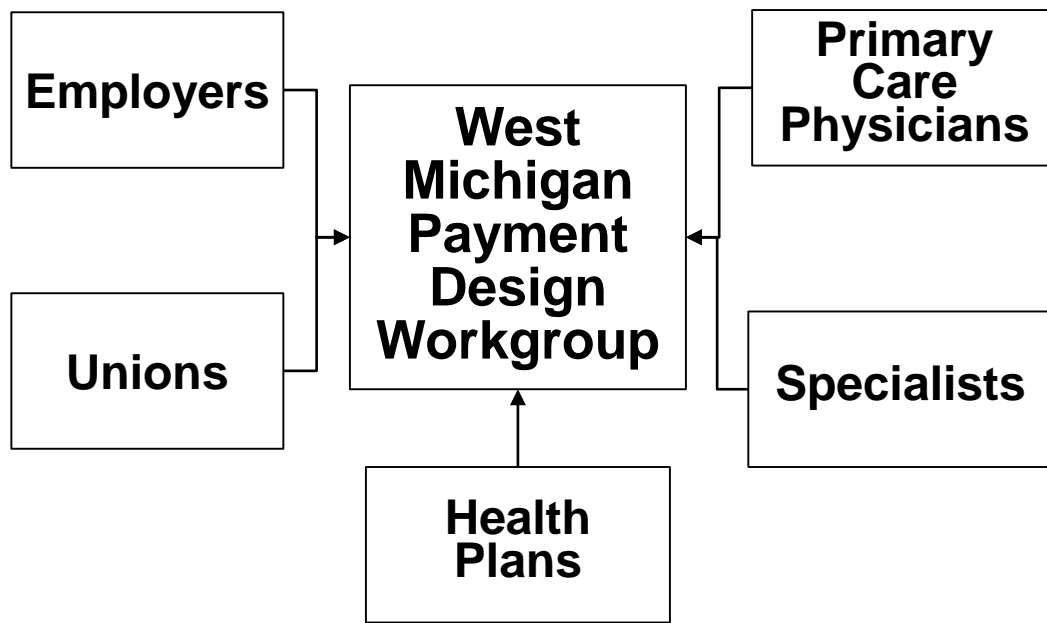 Employers
Unions
West
Michigan
Payment
Design
Workgroup
Primary
Care
Physicians
Specialists
Health
Plans